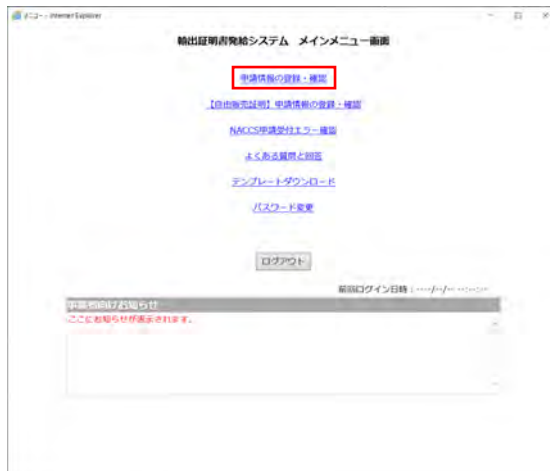 メニュー - Internet Explorer
輸出証明書発給システム メインメニュー画面
申請情報の登録・確認
【自由販売証明】申請情報の登録・確認
NACCS申請受付エラー確認
よくある質問と回答
テンプレートダウンロード
パスワード変更
ログアウト
前回ログイン日時：----/--/-- --:--:--
事業者向けお知らせ
ここにお知らせが表示されます。